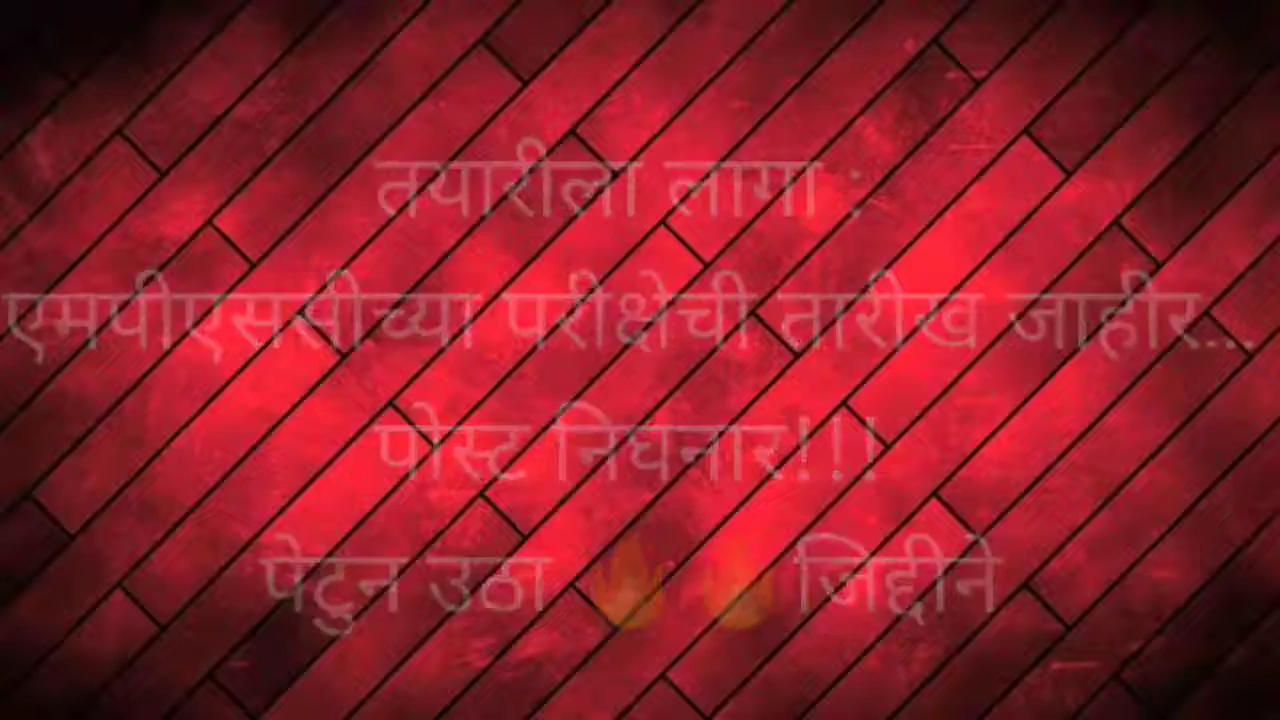 तयारीला लागा :
एमपीएससीच्या परीक्षेची तारीख जाहीर...
पोस्ट निघनार!!!
पेटुन उठा 🔥 🔥 जिद्दीने